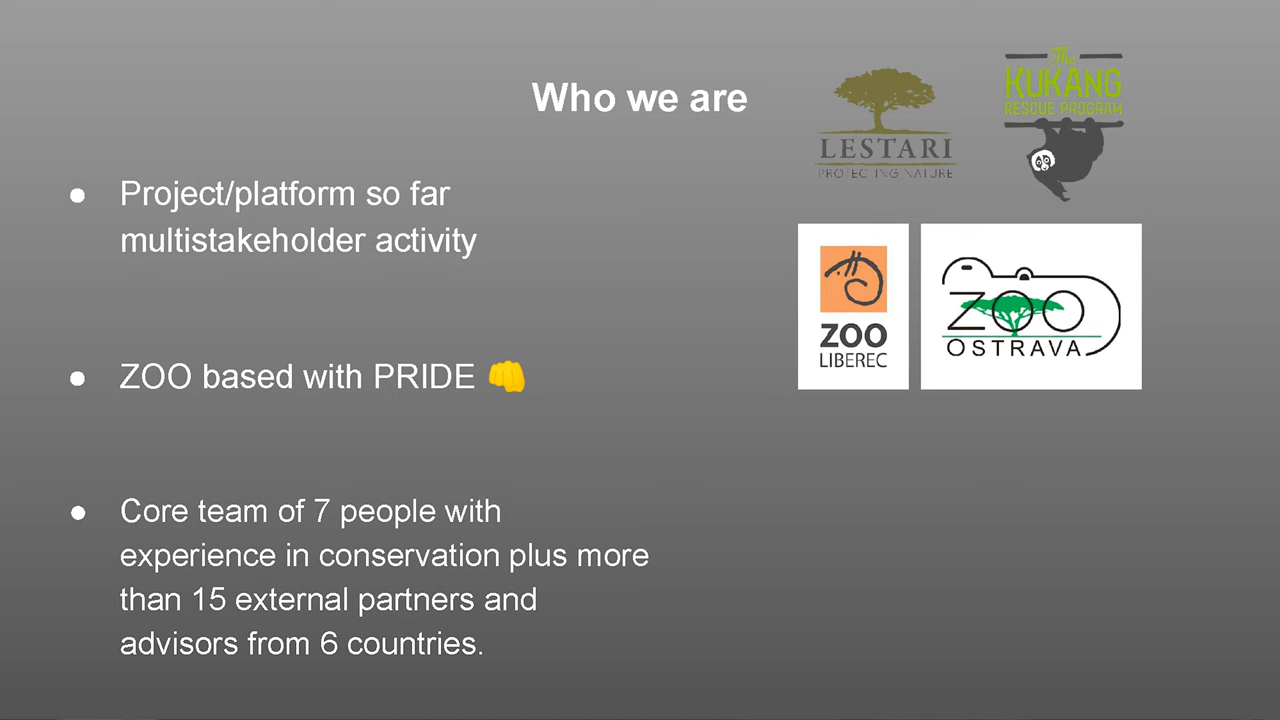 Who we are
● Project/platform so far
multistakeholder activity
● ZOO based with PRIDE 👊
● Core team of 7 people with
experience in conservation plus more
than 15 external partners and
advisors from 6 countries.
LESTARI
PROTECTING NATURE
The
KUKANG
RESCUE PROGRAM
ZOO
LIBEREC
ZOO
OSTRAVA